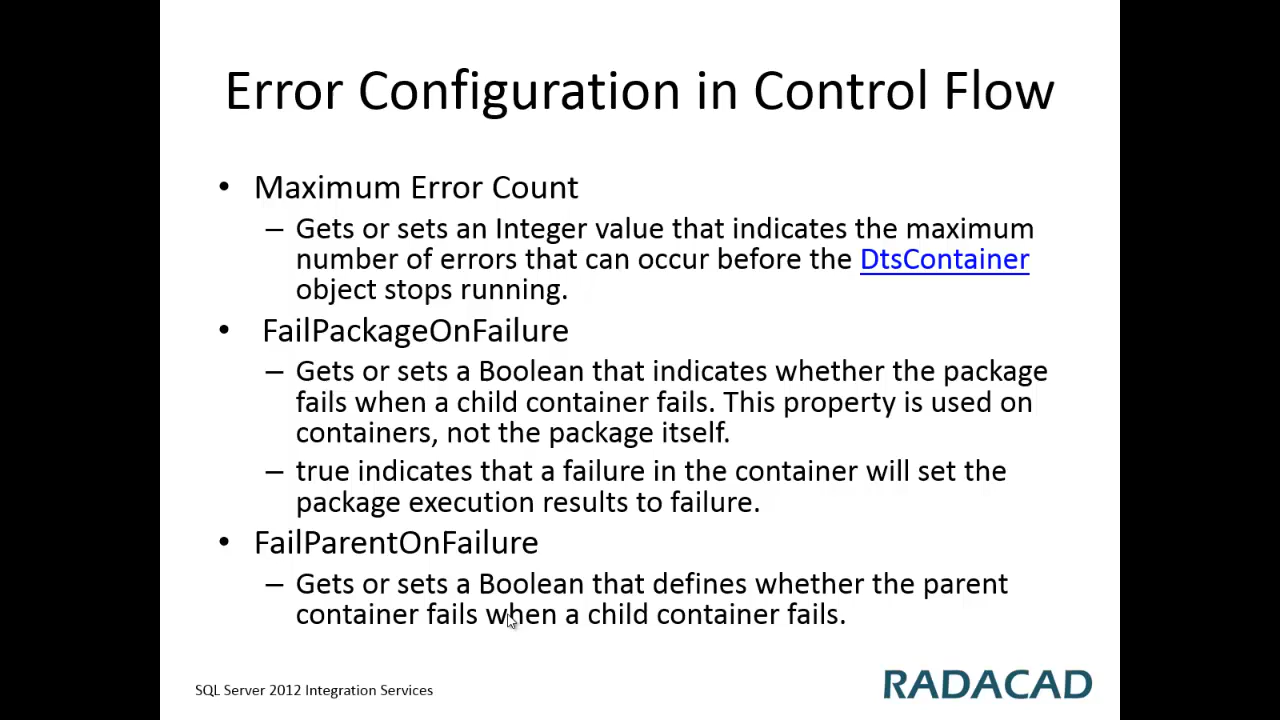 Error Configuration in Control Flow
• Maximum Error Count
– Gets or sets an Integer value that indicates the maximum
number of errors that can occur before the DtsContainer
object stops running.
• FailPackageOnFailure
– Gets or sets a Boolean that indicates whether the package
fails when a child container fails. This property is used on
containers, not the package itself.
– true indicates that a failure in the container will set the
package execution results to failure.
• FailParentOnFailure
– Gets or sets a Boolean that defines whether the parent
container fails when a child container fails.
SQL Server 2012 Integration Services
RADACAD